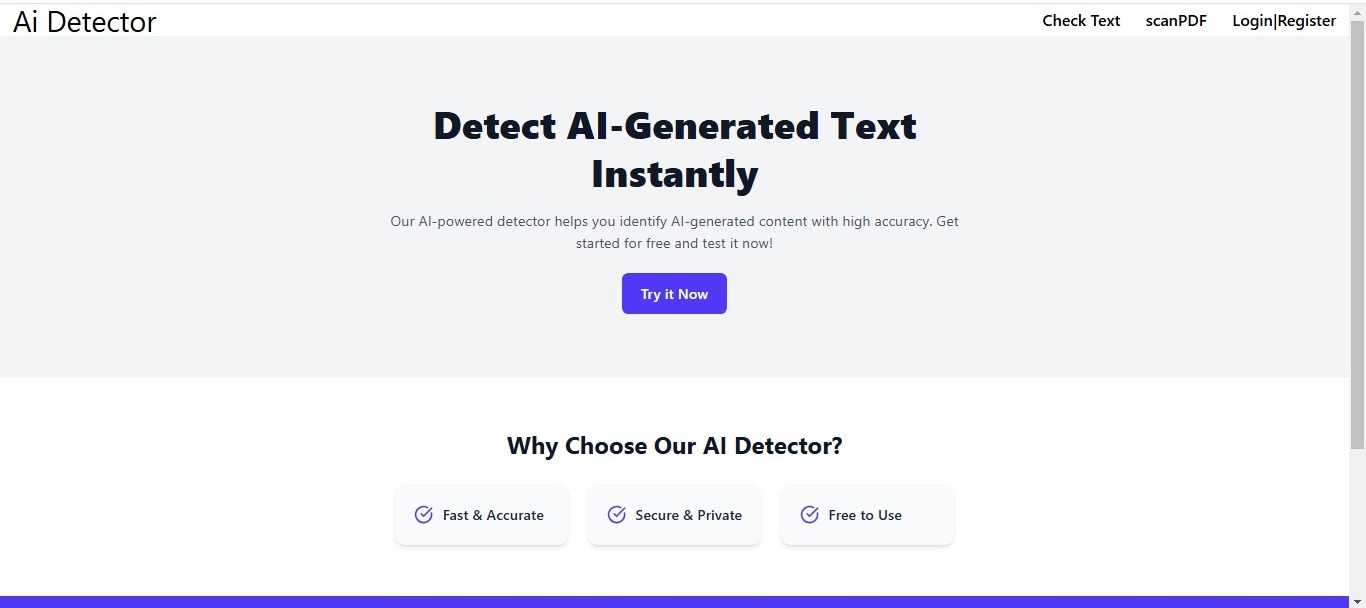 Ai Detector
Check Text
scanPDF
Login|Register
Detect AI-Generated Text
Instantly
Our AI-powered detector helps you identify AI-generated content with high accuracy. Get
started for free and test it now!
Try it Now
Why Choose Our AI Detector?
Fast & Accurate
Secure & Private
Free to Use